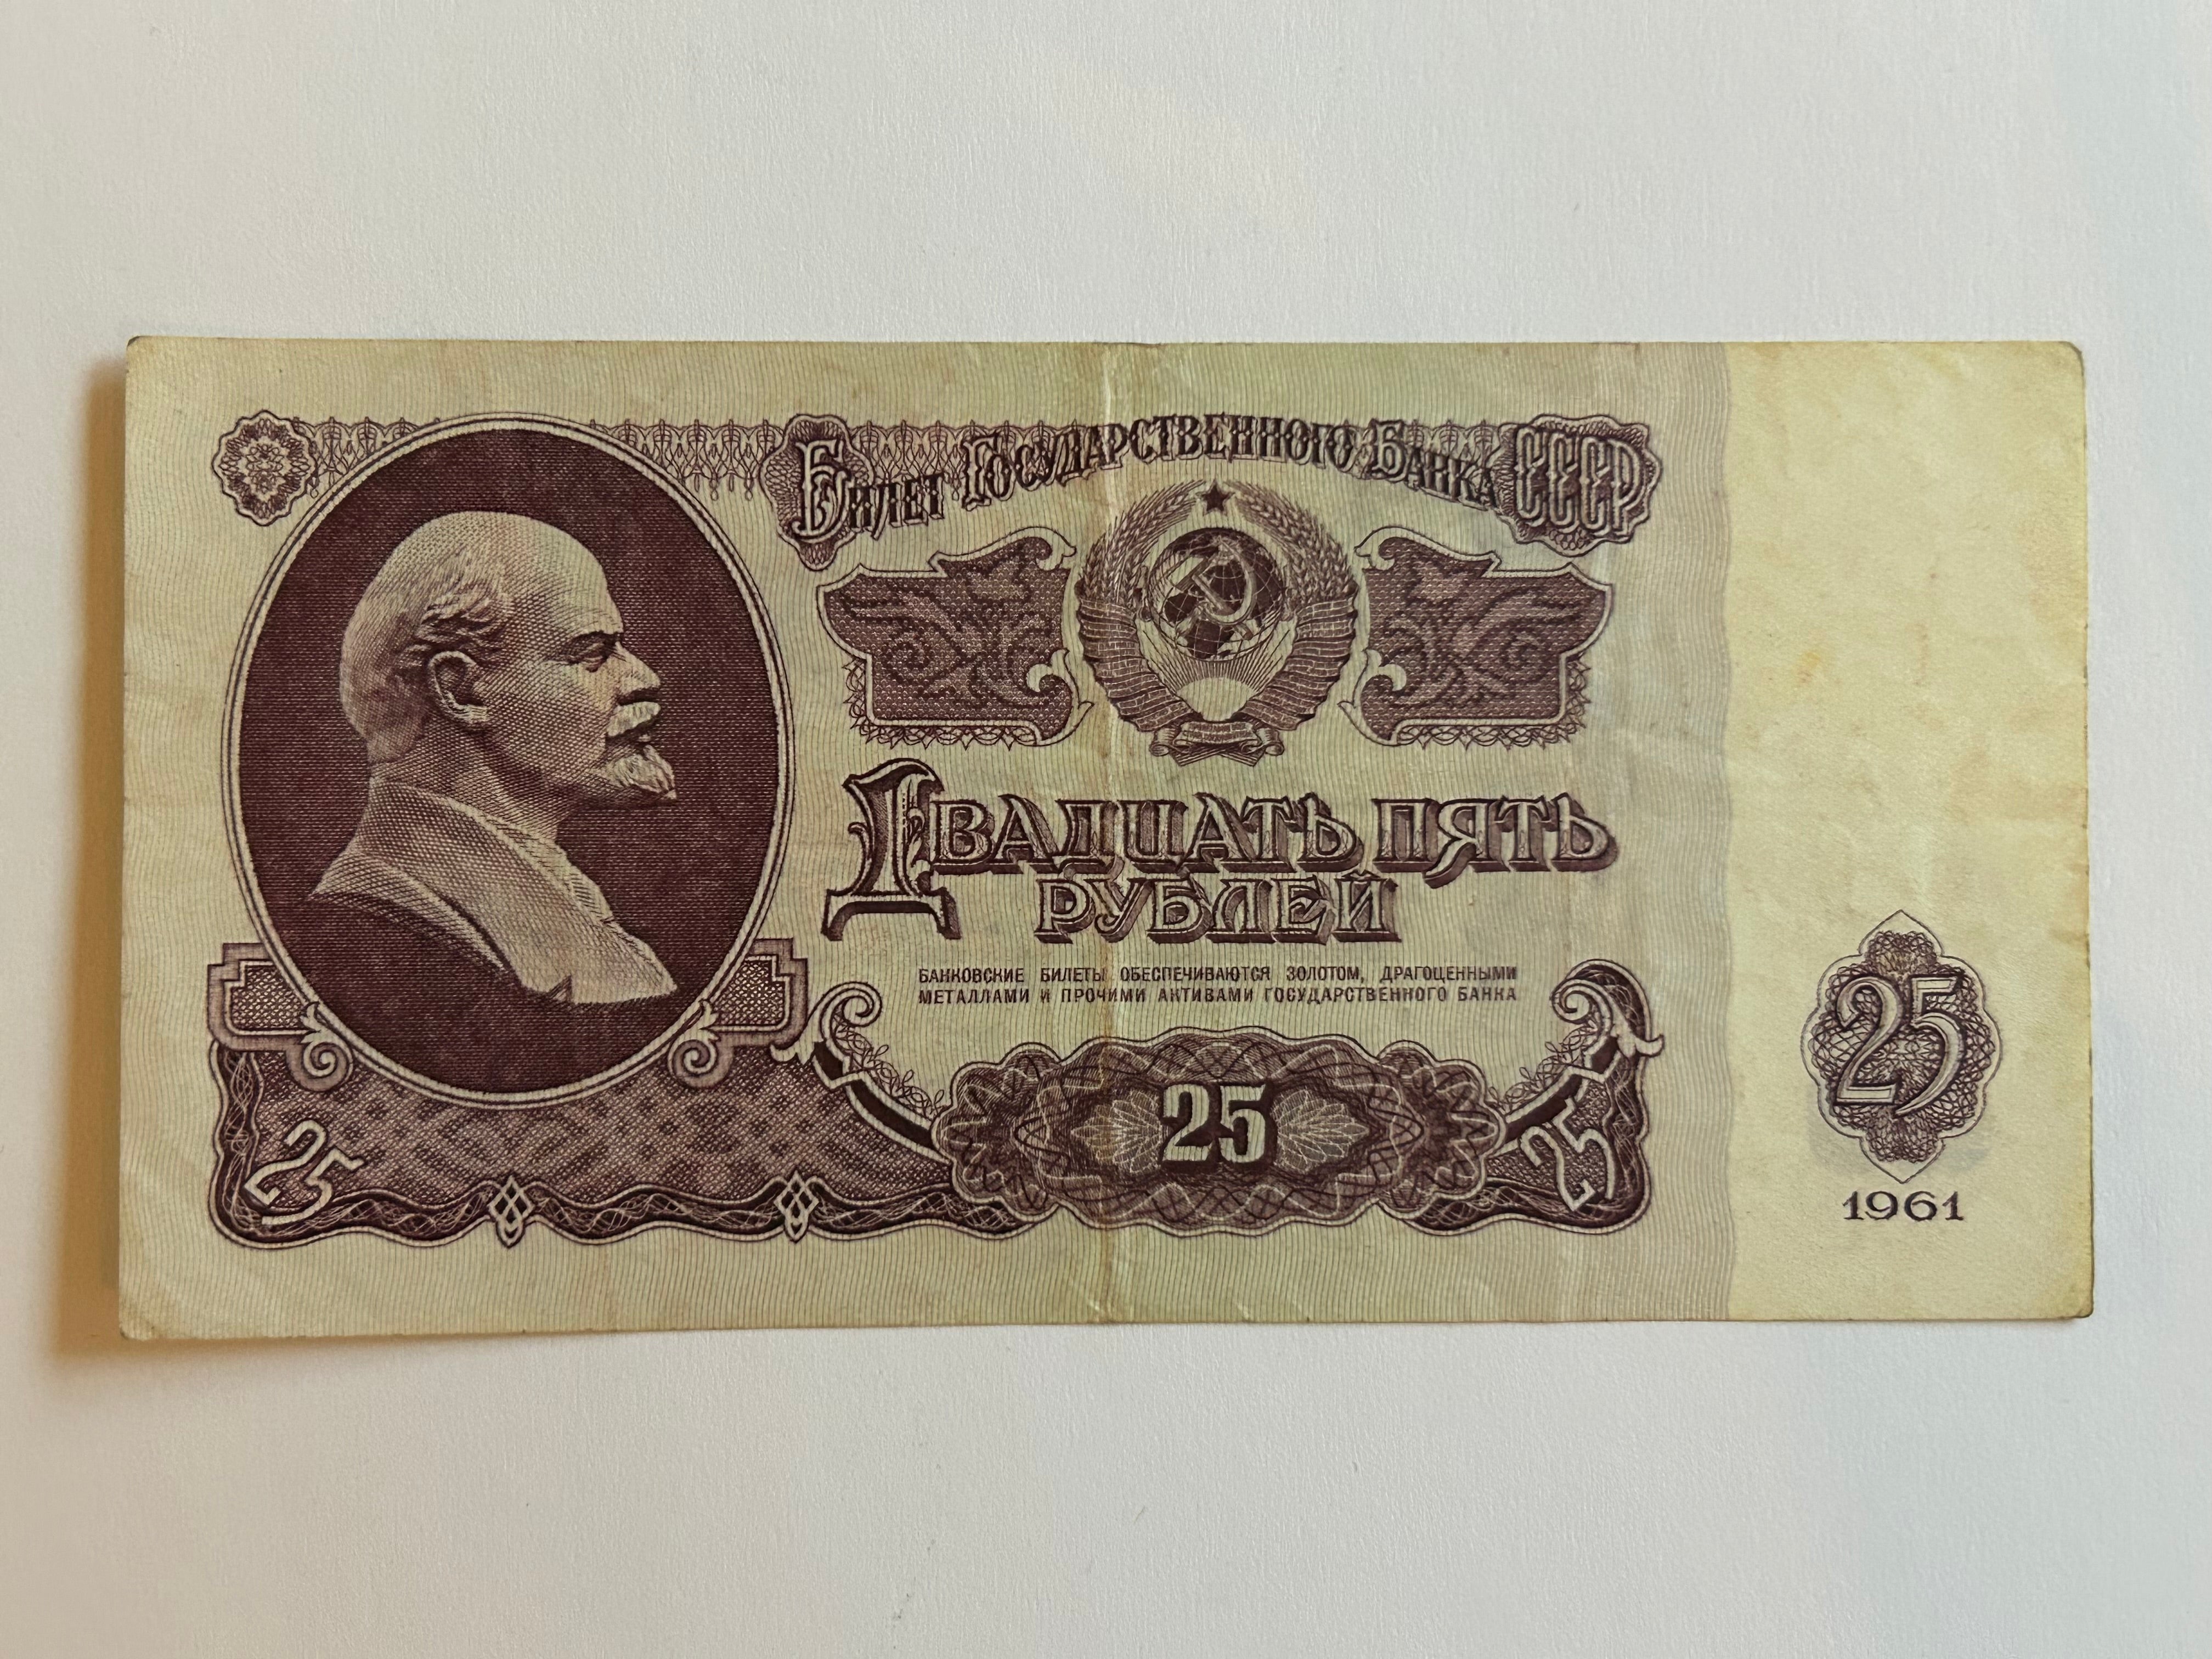 Билет Государственного Банка СССР
Двадцать пять
рублей
БАНКОВСКИЕ БИЛЕТЫ ОБЕСПЕЧИВАЮТСЯ ЗОЛОТОМ, ДРАГОЦЕННЫМИ
МЕТАЛЛАМИ И ПРОЧИМИ АКТИВАМИ ГОСУДАРСТВЕННОГО БАНКА
25
25
25
25
1961